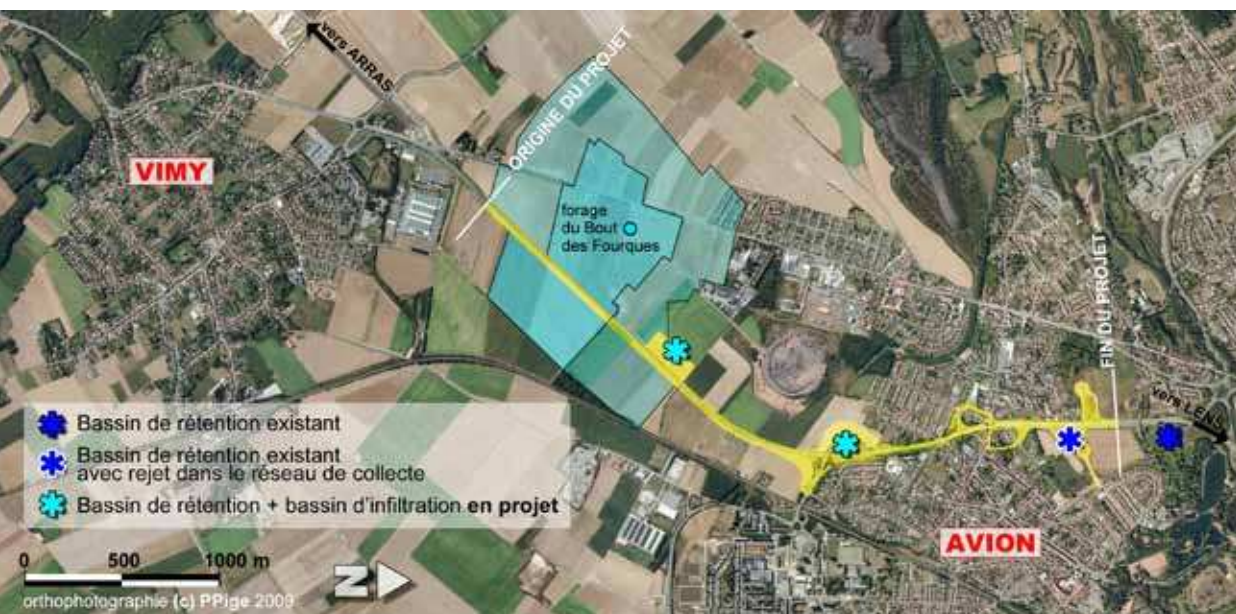 vers ARRAS
ORIGINE DU PROJET
VIMY
forage
du Bout
des Fourques
FIN DU PROJET
vers LENS
Bassin de rétention existant
Bassin de rétention existant
avec rejet dans le réseau de collecte
Bassin de rétention + bassin d'infiltration en projet
AVION
0 500 1000 m
N
orthophotographie (c) PPige 2009